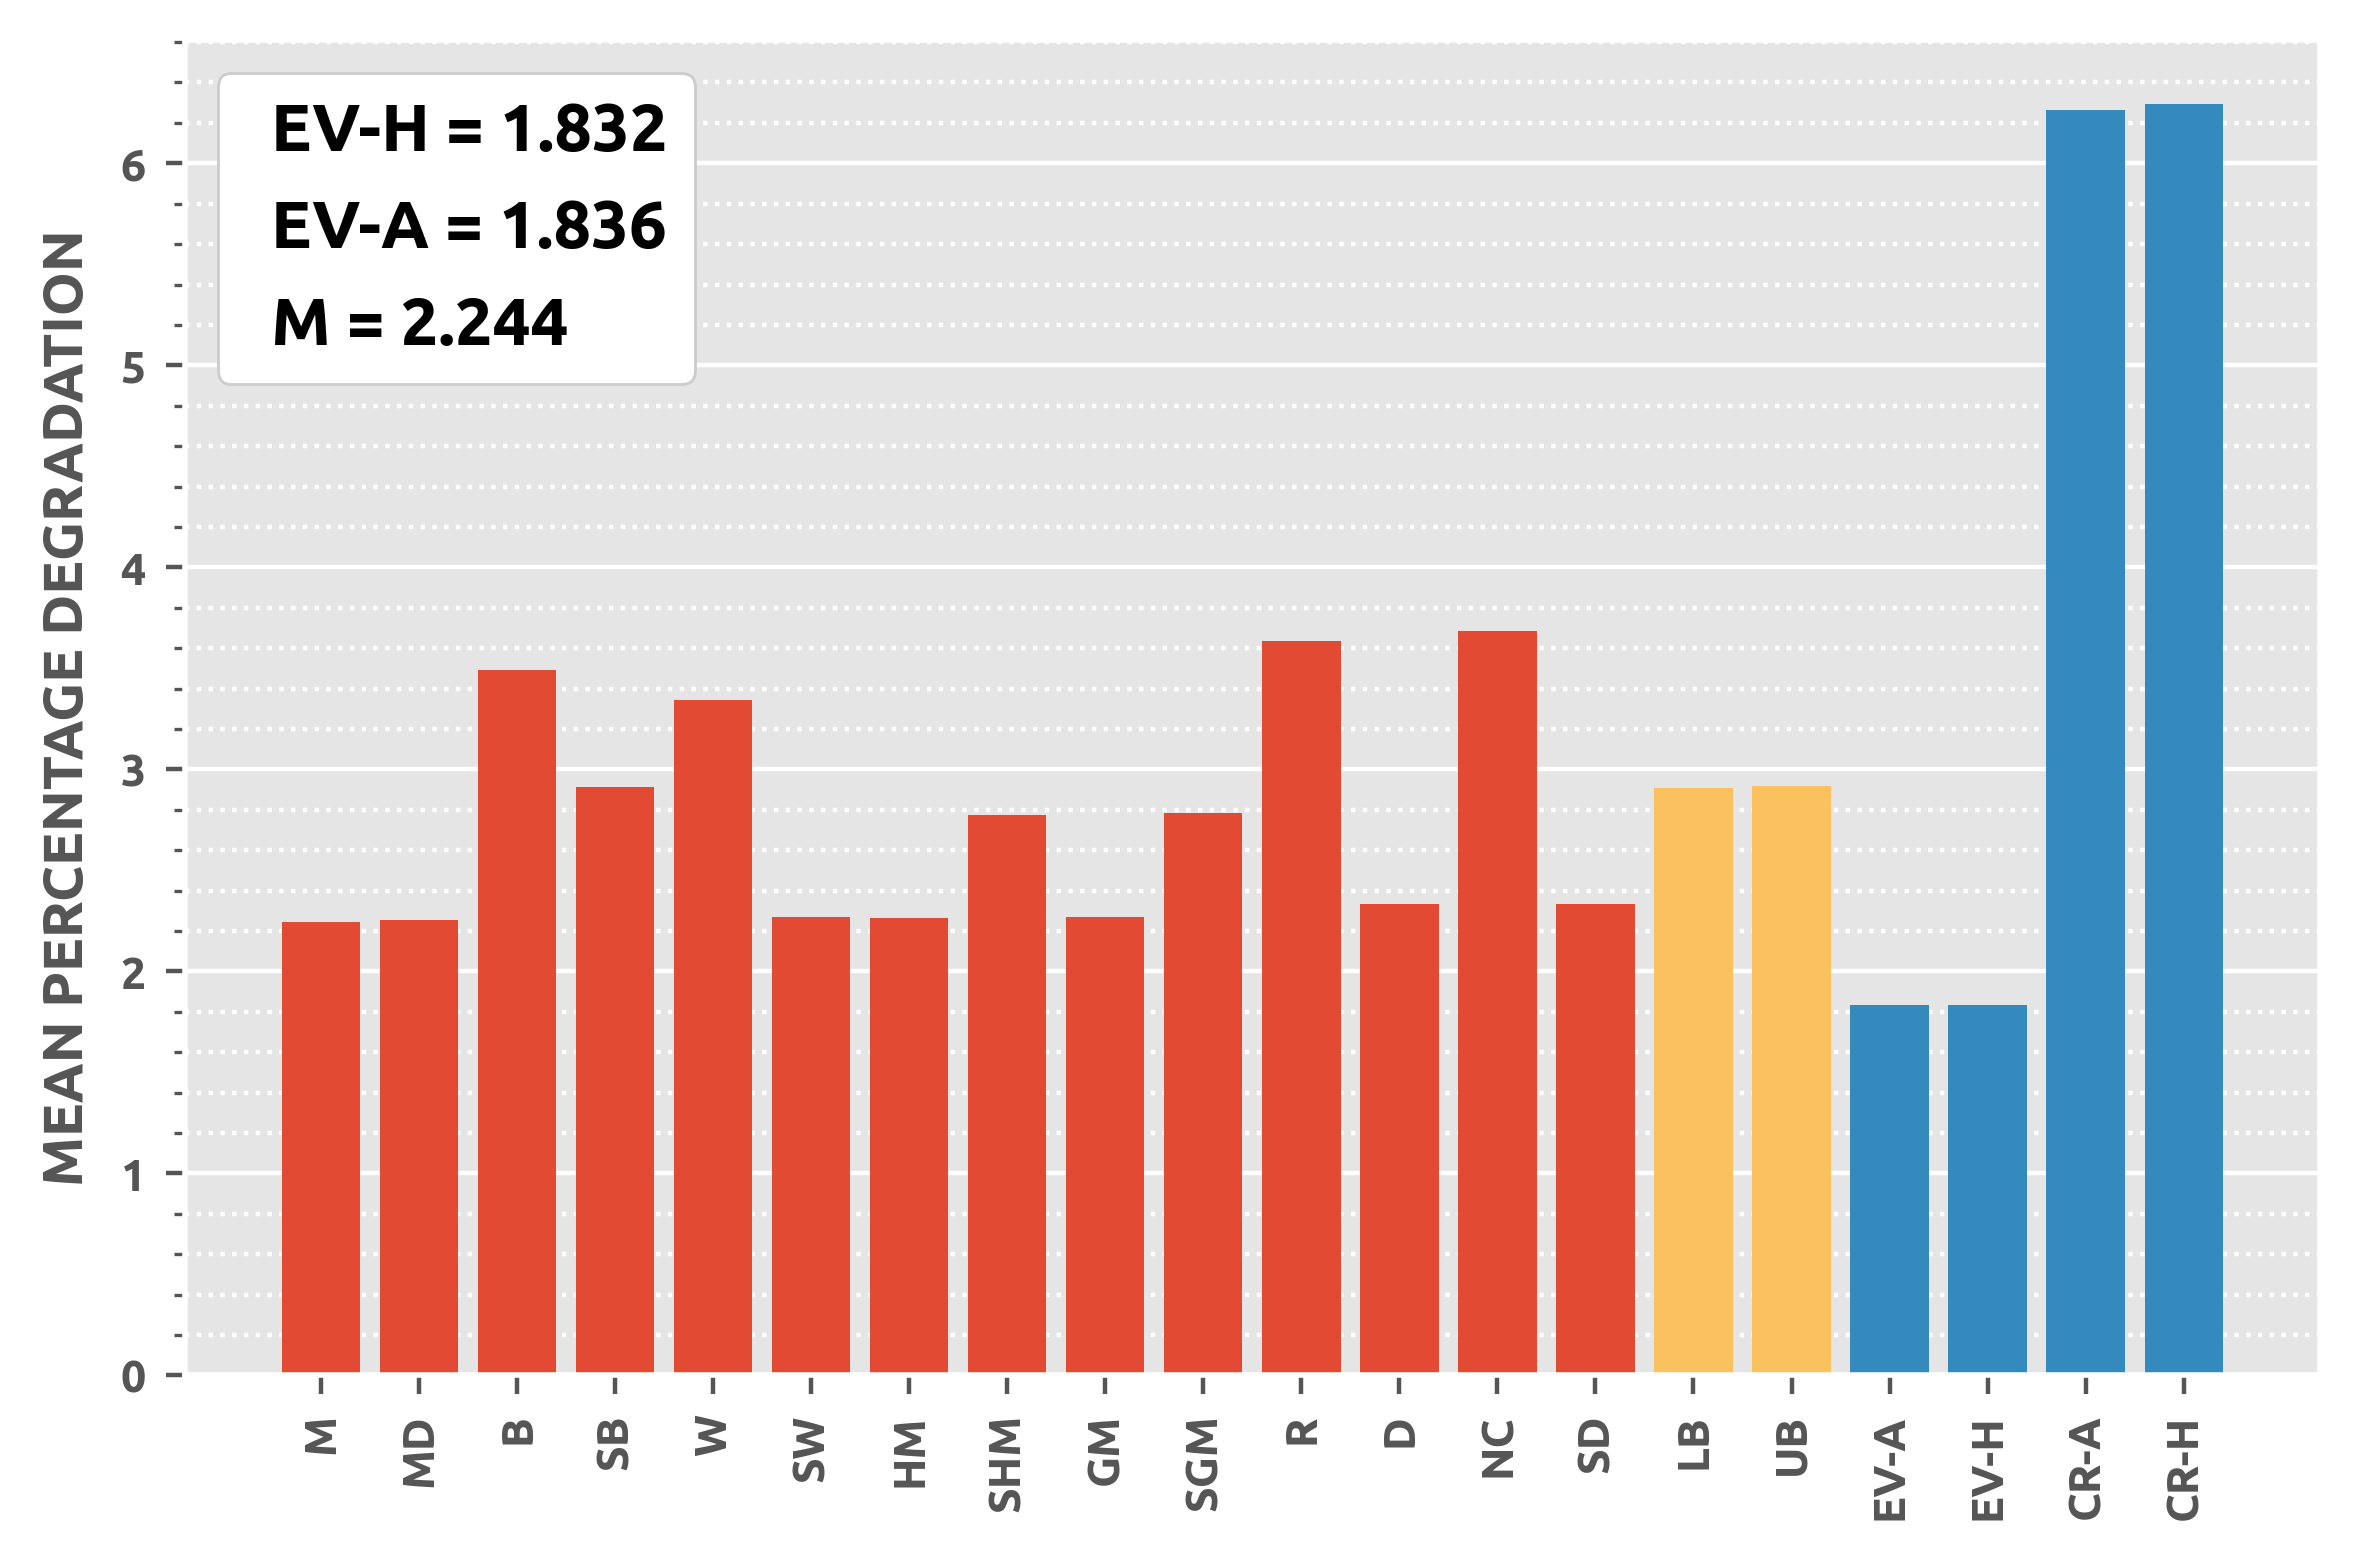 MEAN PERCENTAGE DEGRADATION
6
5
4
3
2
1
0
EV-H = 1.832
EV-A = 1.836
M = 2.244
M
MD
B
SB
W
SW
HM
SHM
GM
SGM
R
D
NC
SD
LB
UB
EV-A
EV-H
CR-A
CR-H